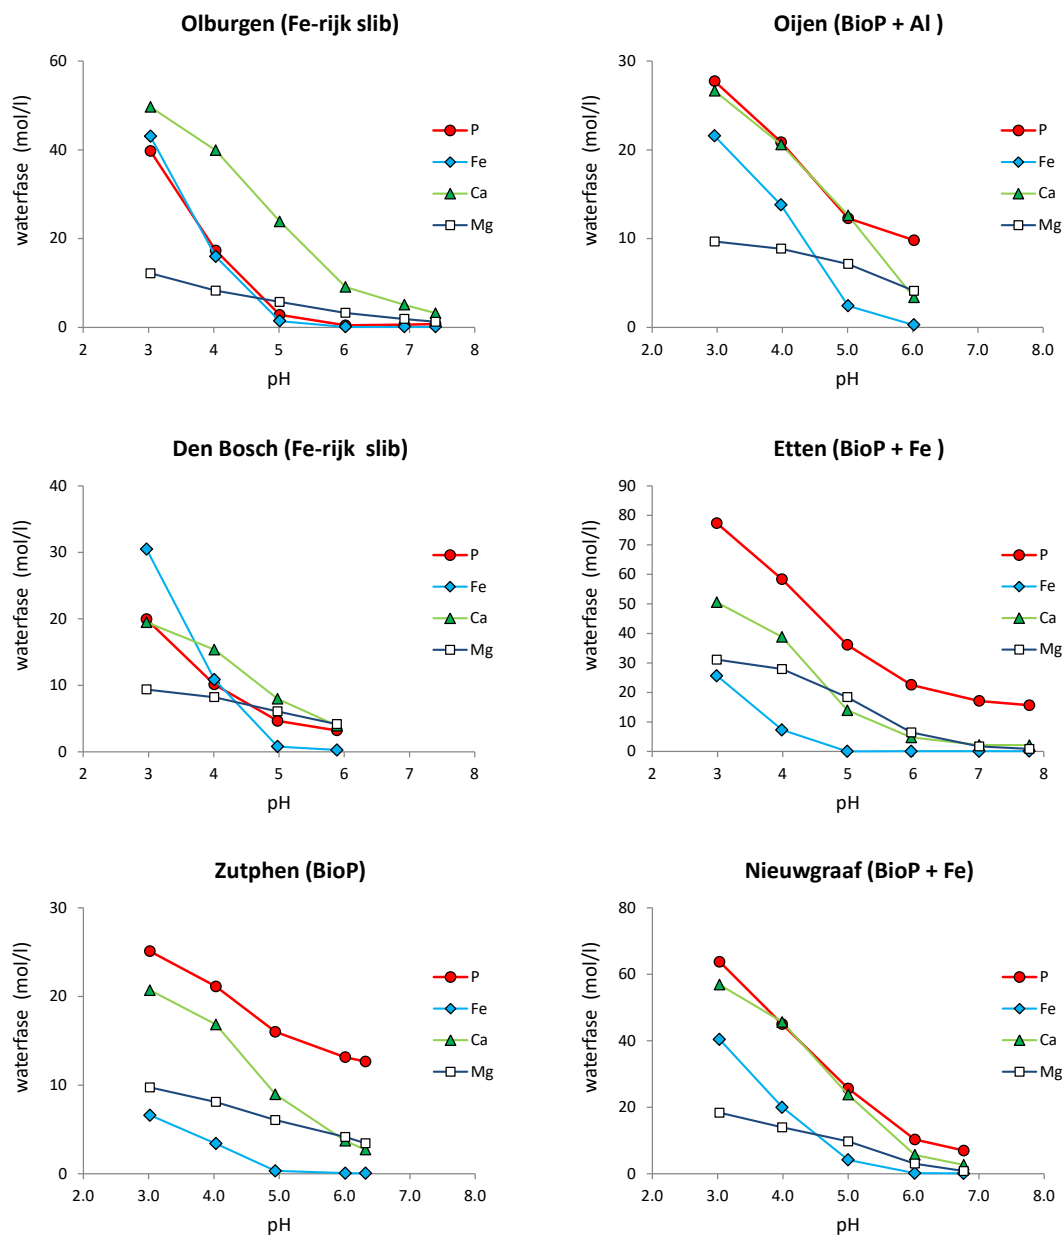 Olburgen (Fe-rijk slib)
waterfase (mol/l)
60
40
20
0
2 3 4 5 6 7 8
pH
P
Fe
Ca
Mg
Oijen (BioP + Al )
waterfase (mol/l)
30
20
10
0
2.0 3.0 4.0 5.0 6.0 7.0 8.0
pH
P
Fe
Ca
Mg
Den Bosch (Fe-rijk slib)
waterfase (mol/l)
40
30
20
10
0
2 3 4 5 6 7 8
pH
P
Fe
Ca
Mg
Etten (BioP + Fe )
waterfase (mol/l)
90
80
70
60
50
40
30
20
10
0
2 3 4 5 6 7 8
pH
P
Fe
Ca
Mg
Zutphen (BioP)
waterfase (mol/l)
30
20
10
0
2.0 3.0 4.0 5.0 6.0 7.0 8.0
pH
P
Fe
Ca
Mg
Nieuwgraaf (BioP + Fe)
waterfase (mol/l)
80
60
40
20
0
2.0 3.0 4.0 5.0 6.0 7.0 8.0
pH
P
Fe
Ca
Mg